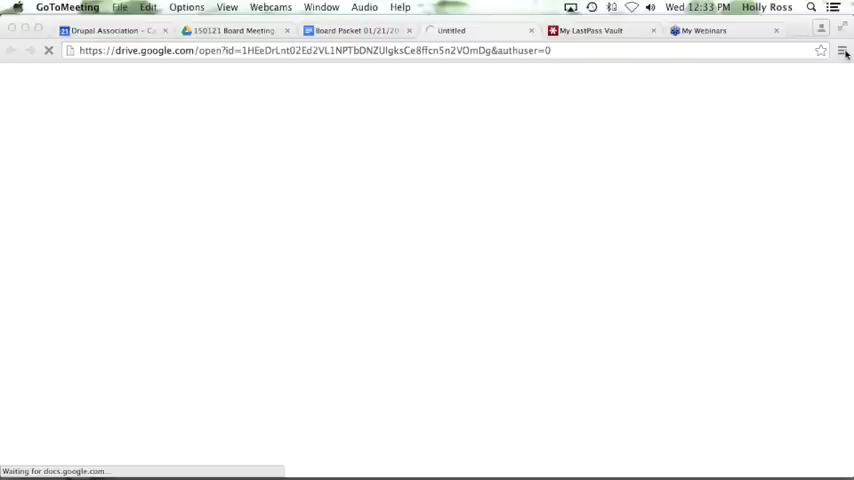 GoToMeeting File Edit Options View Webcams Window Audio Help Wed 12:33 PM Holly Ross
Drupal Association - Ca 150121 Board Meeting Board Packet 01/21/20 Untitled My LastPass Vault My Webinars
https://drive.google.com/open?id=1HEeDrLnt02Ed2VL1NPTbDNZUlgksCe8ffcn5n2VOmDg&authuser=0
Waiting for docs.google.com...